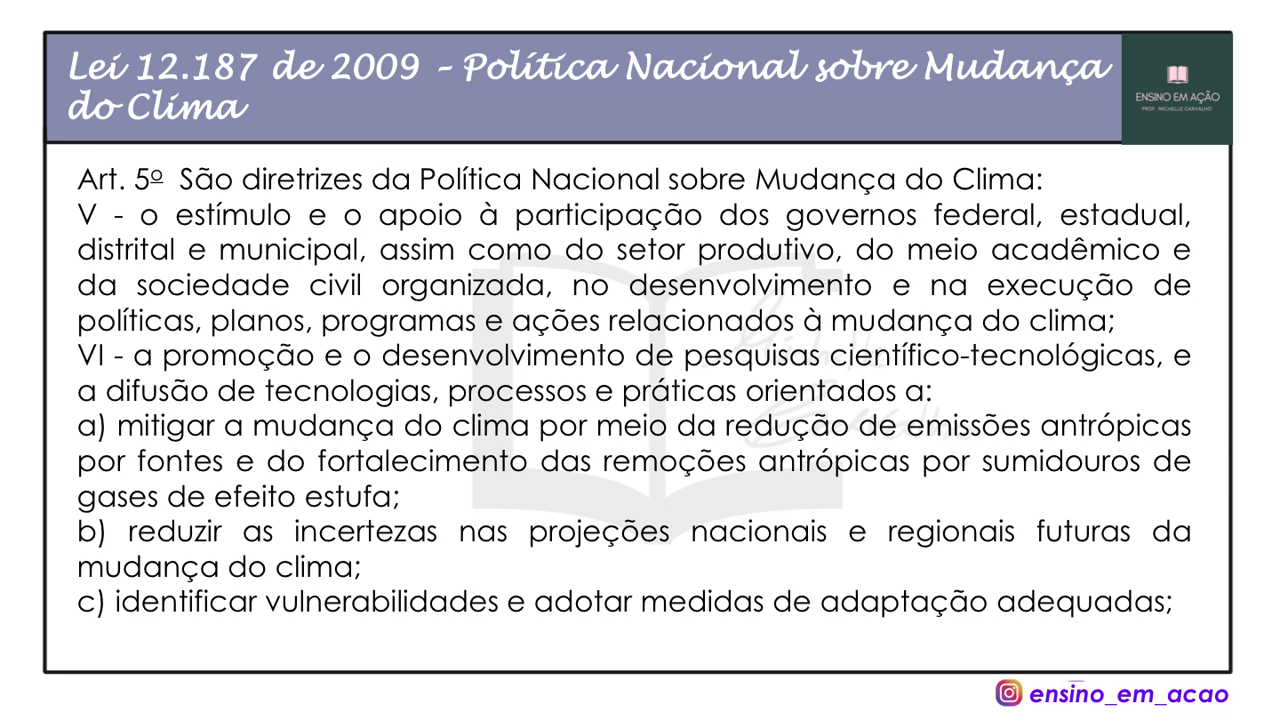 Lei 12.187 de 2009 – Política Nacional sobre Mudança
do Clima
ENSINO EM AÇÃO
PROF. MICHELLE CARVALHO
Art. 5º São diretrizes da Política Nacional sobre Mudança do Clima:
V - o estímulo e o apoio à participação dos governos federal, estadual,
distrital e municipal, assim como do setor produtivo, do meio acadêmico e
da sociedade civil organizada, no desenvolvimento e na execução de
políticas, planos, programas e ações relacionados à mudança do clima;
VI - a promoção e o desenvolvimento de pesquisas científico-tecnológicas, e
a difusão de tecnologias, processos e práticas orientados a:
a) mitigar a mudança do clima por meio da redução de emissões antrópicas
por fontes e do fortalecimento das remoções antrópicas por sumidouros de
gases de efeito estufa;
b) reduzir as incertezas nas projeções nacionais e regionais futuras da
mudança do clima;
c) identificar vulnerabilidades e adotar medidas de adaptação adequadas;
ensino_em_acao